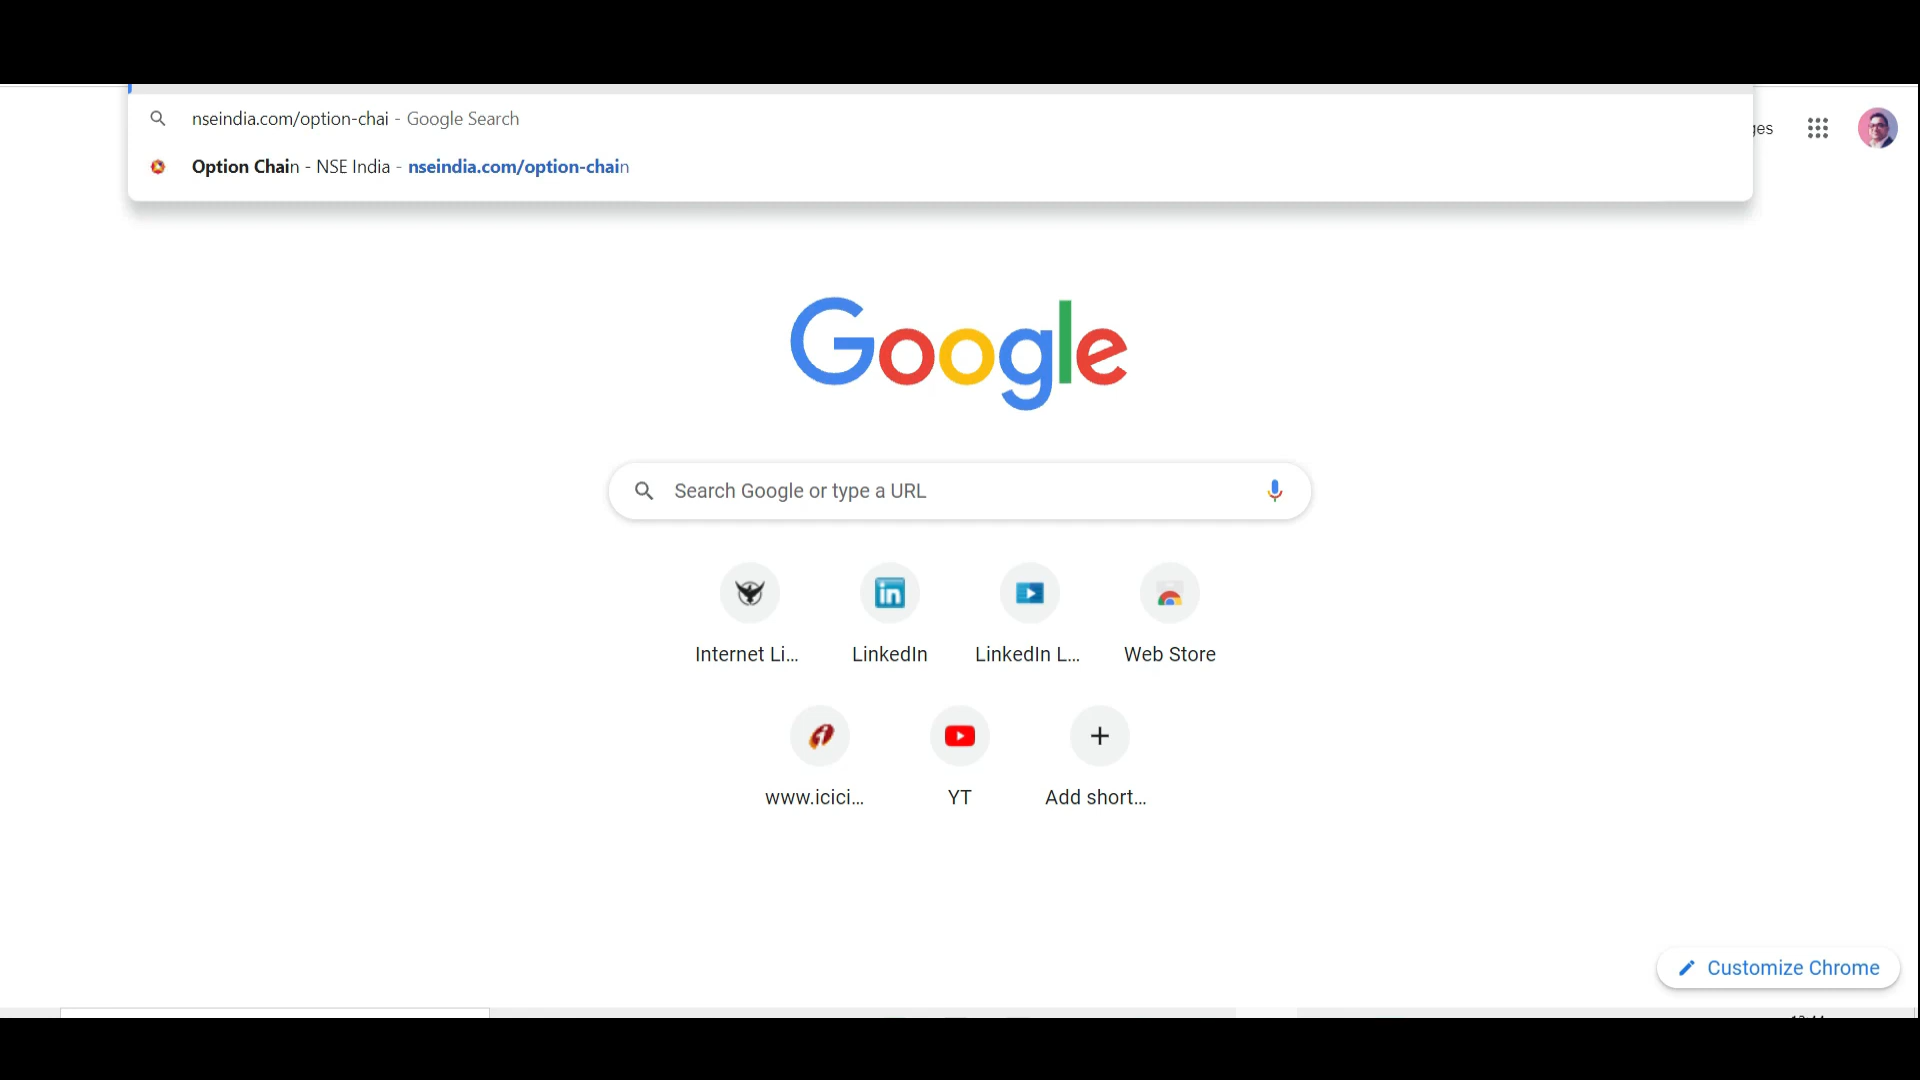 nseindia.com/option-chai - Google Search
ges
Option Chain - NSE India - nseindia.com/option-chain
Google
Search Google or type a URL
Internet Li...
LinkedIn
LinkedIn L...
Web Store
www.icici...
YT
Add short...
Customize Chrome